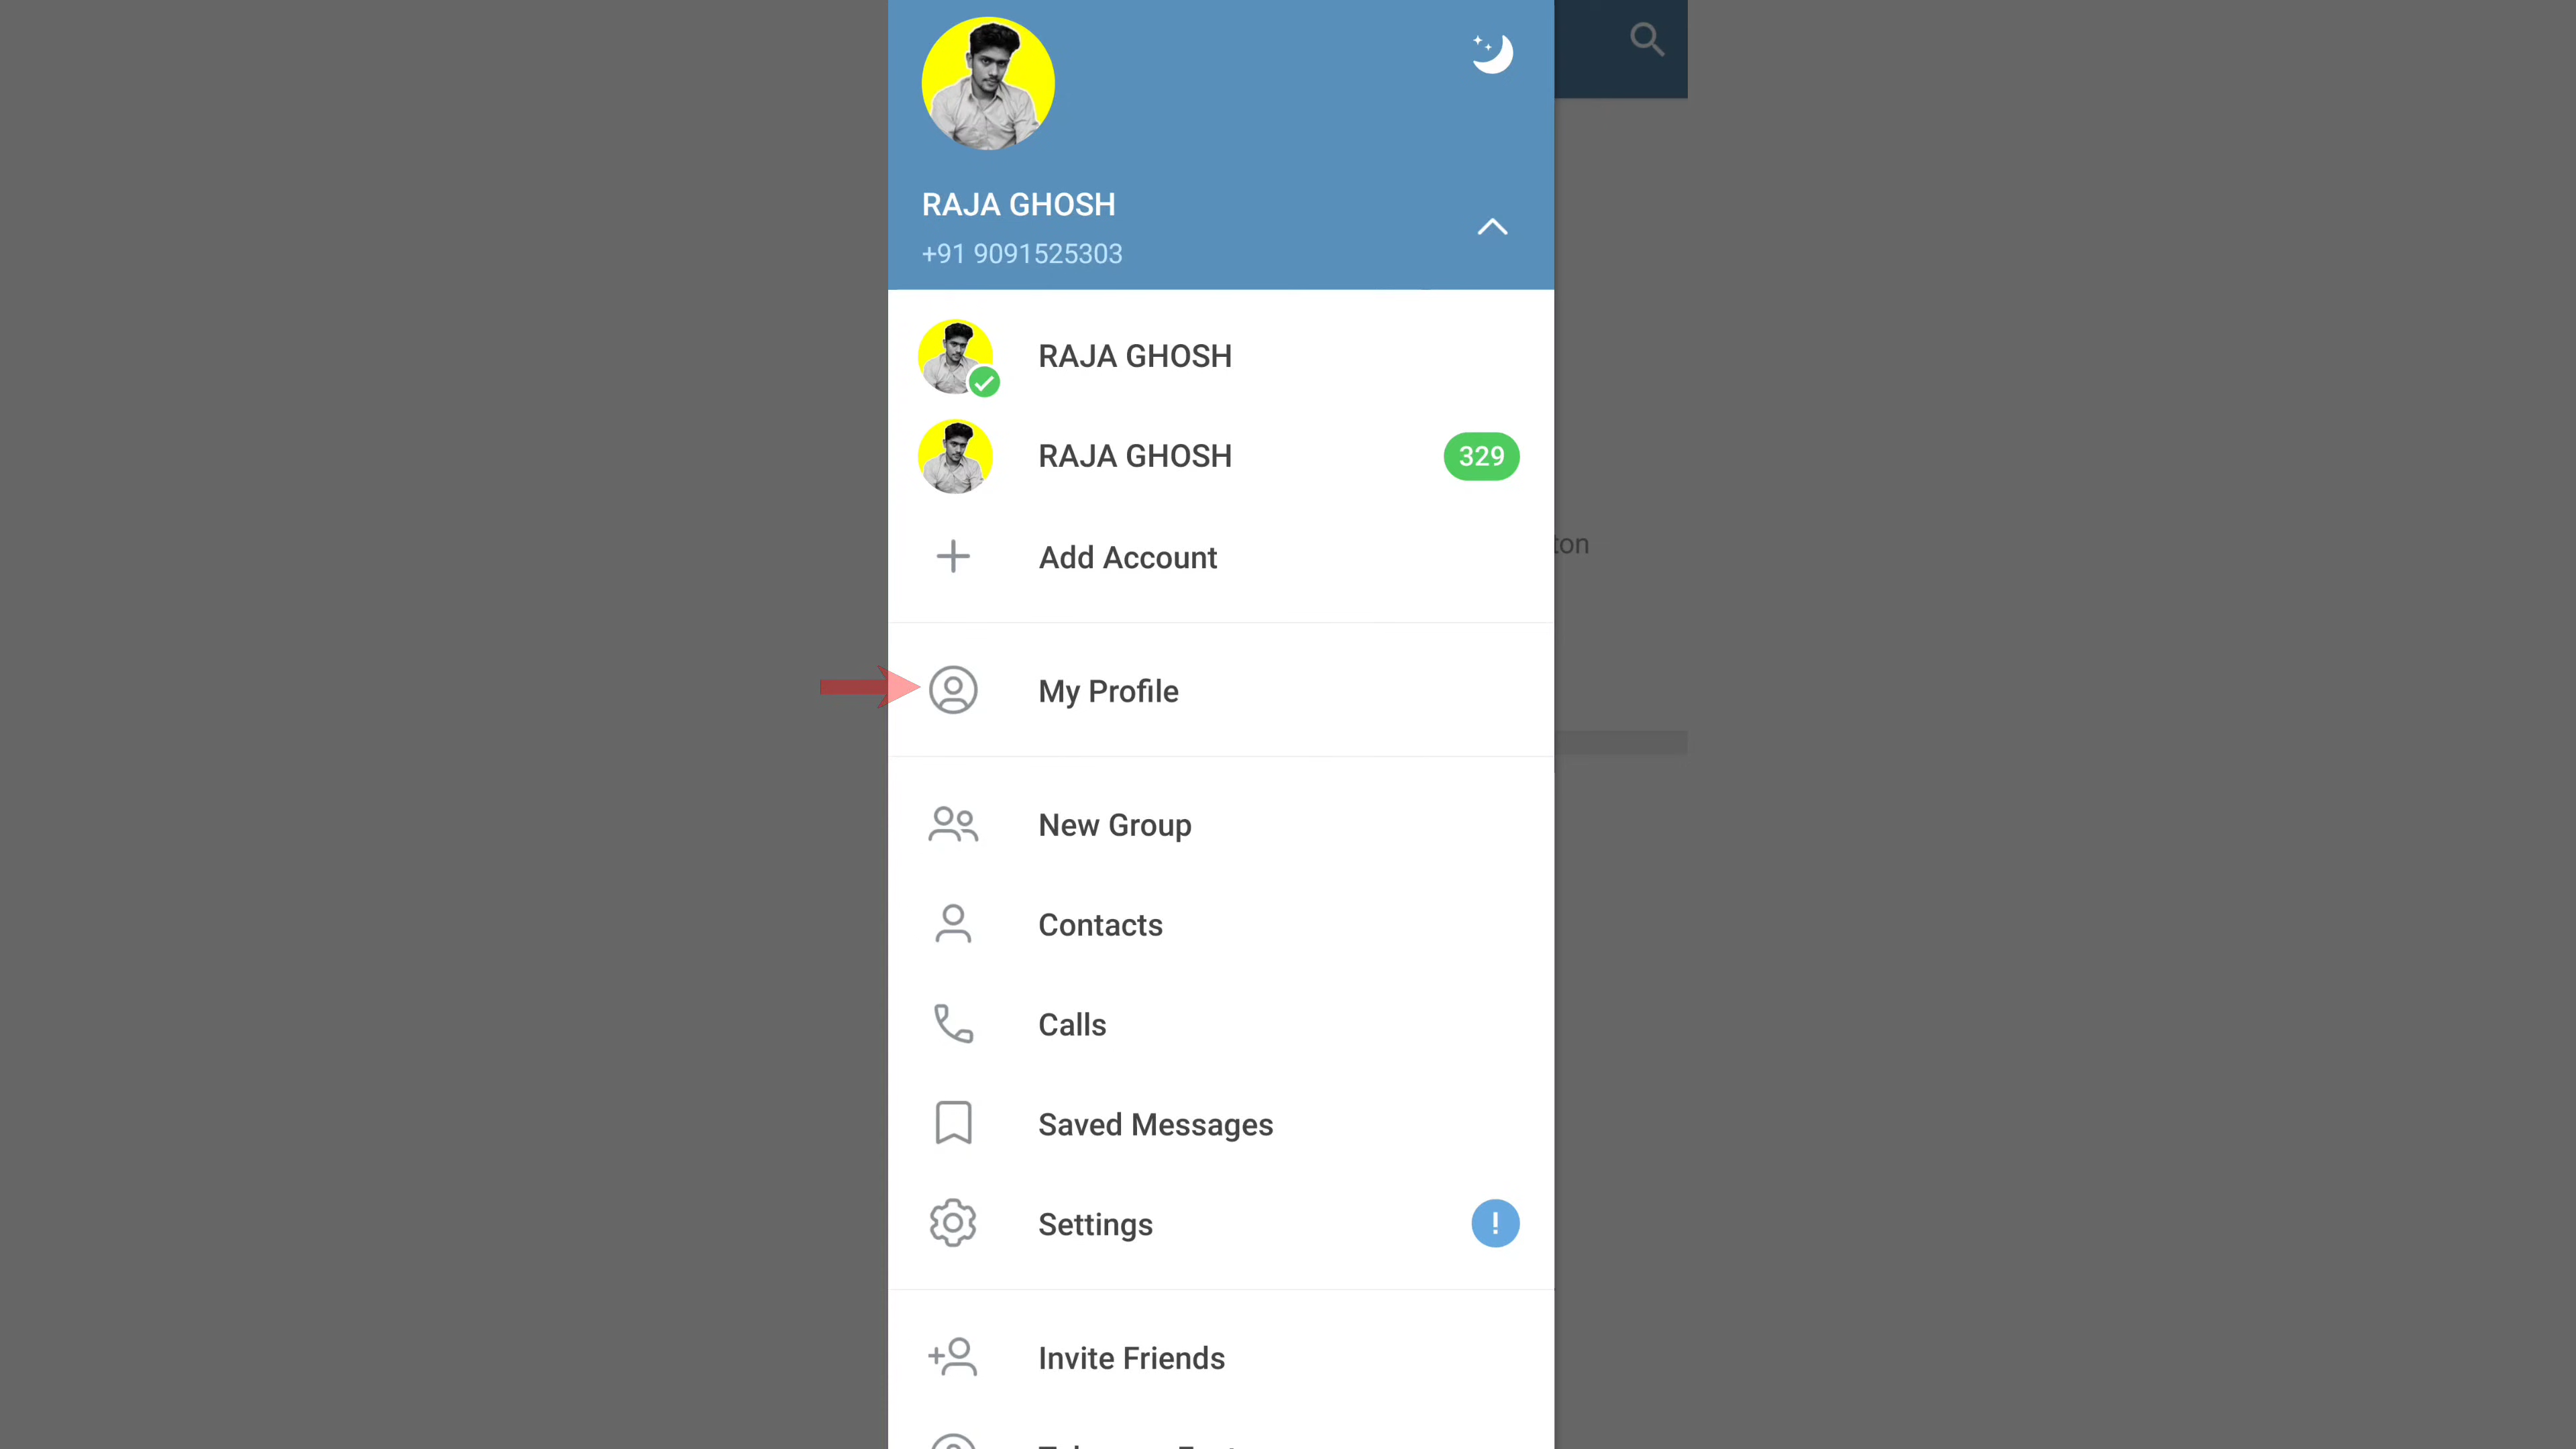 RAJA GHOSH
+91 9091525303
RAJA GHOSH
RAJA GHOSH
329
Add Account
ton
My Profile
New Group
Contacts
Calls
Saved Messages
Settings
!
Invite Friends